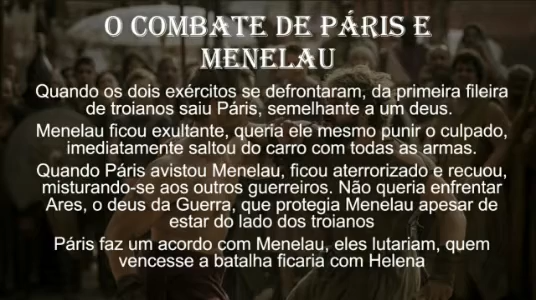 O COMBATE DE PÁRIS E
MENELAU
Quando os dois exércitos se defrontaram, da primeira fileira
de troianos saiu Páris, semelhante a um deus.
Menelau ficou exultante, queria ele mesmo punir o culpado,
imediatamente saltou do carro com todas as armas.
Quando Páris avistou Menelau, ficou aterrorizado e recuou,
misturando-se aos outros guerreiros. Não queria enfrentar
Ares, o deus da Guerra, que protegia Menelau apesar de
estar do lado dos troianos
Páris faz um acordo com Menelau, eles lutariam, quem
vencesse a batalha ficaria com Helena